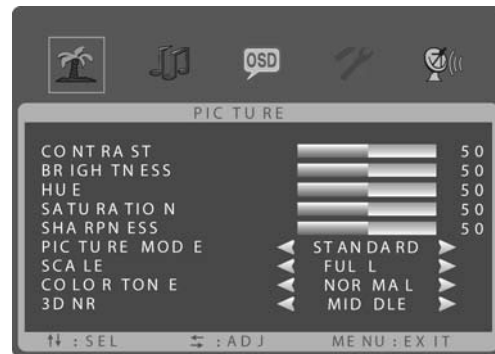 OSD
PICTURE
CONTRAST 50
BRIGHTNESS 50
HUE 50
SATURATION 50
SHARPNESS 50
PICTURE MODE STANDARD
SCALE FULL
COLOR TONE NORMAL
3D NR MIDDLE
↑↓ : SEL ⇆ : ADJ MENU : EXIT